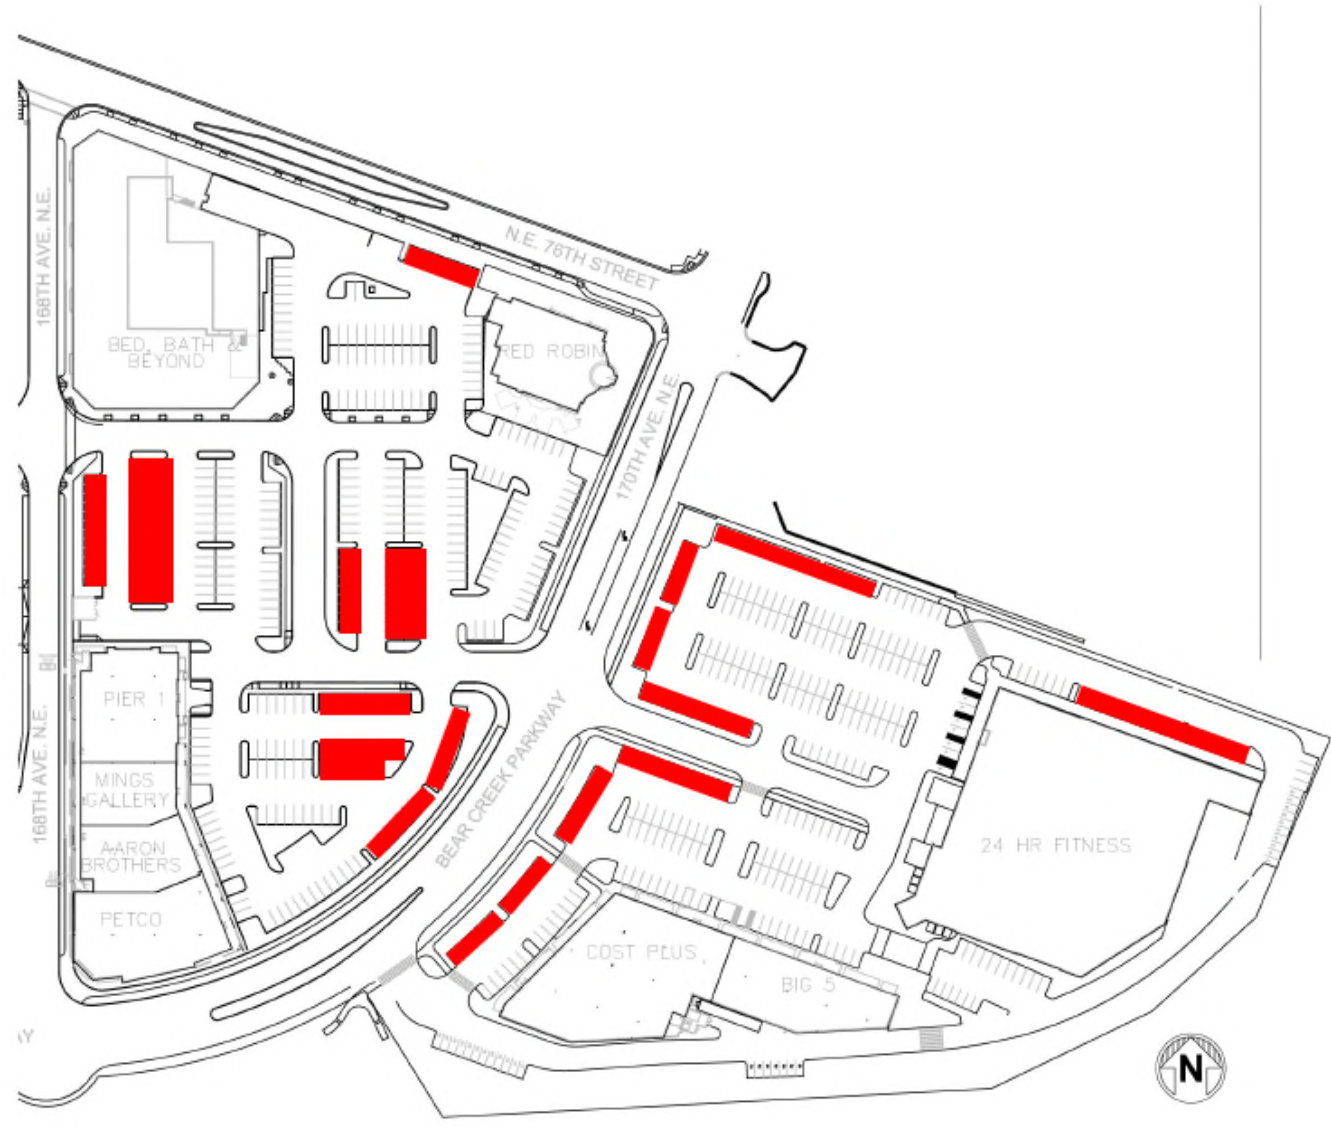 168TH AVE. N.E.
N.E. 76TH STREET
BED, BATH &
BEYOND
RED ROBIN
170TH AVE. N.E.
PIER 1
168TH AVE. N.E.
MINGS
GALLERY
AARON
BROTHERS
PETCO
BEAR CREEK PARKWAY
24 HR FITNESS
COST PLUS
BIG 5
AY
N